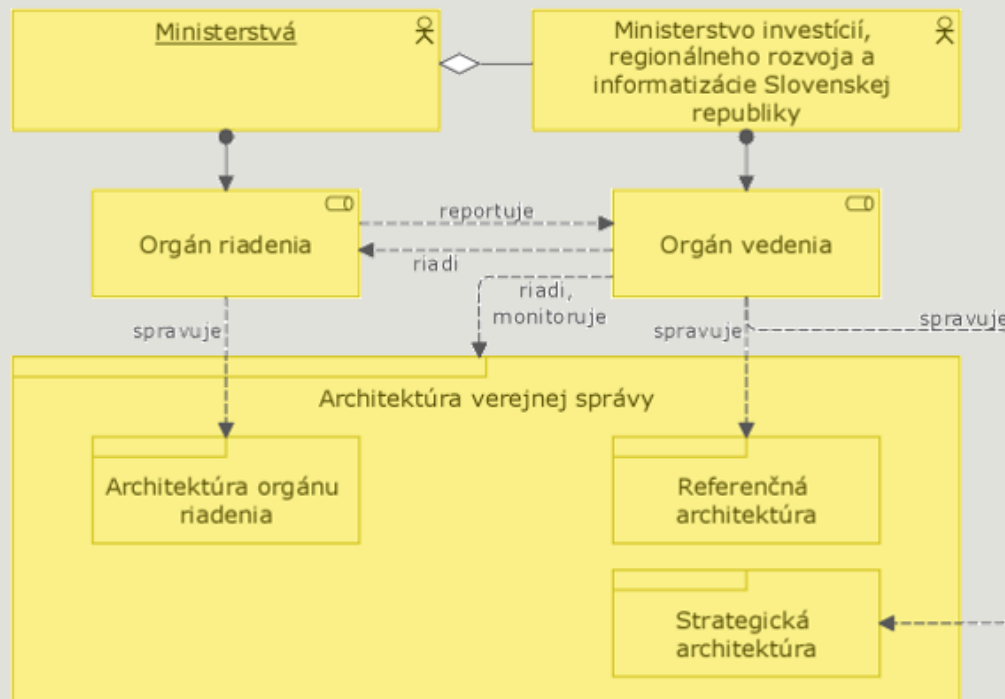 Ministerstvá
Ministerstvo investícií,
regionálneho rozvoja a
informatizácie Slovenskej
republiky
Orgán riadenia
reportuje
riadi
Orgán vedenia
riadi,
monitoruje
spravuje
spravuje
spravuje
Architektúra verejnej správy
Architektúra orgánu
riadenia
Referenčná
architektúra
Strategická
architektúra